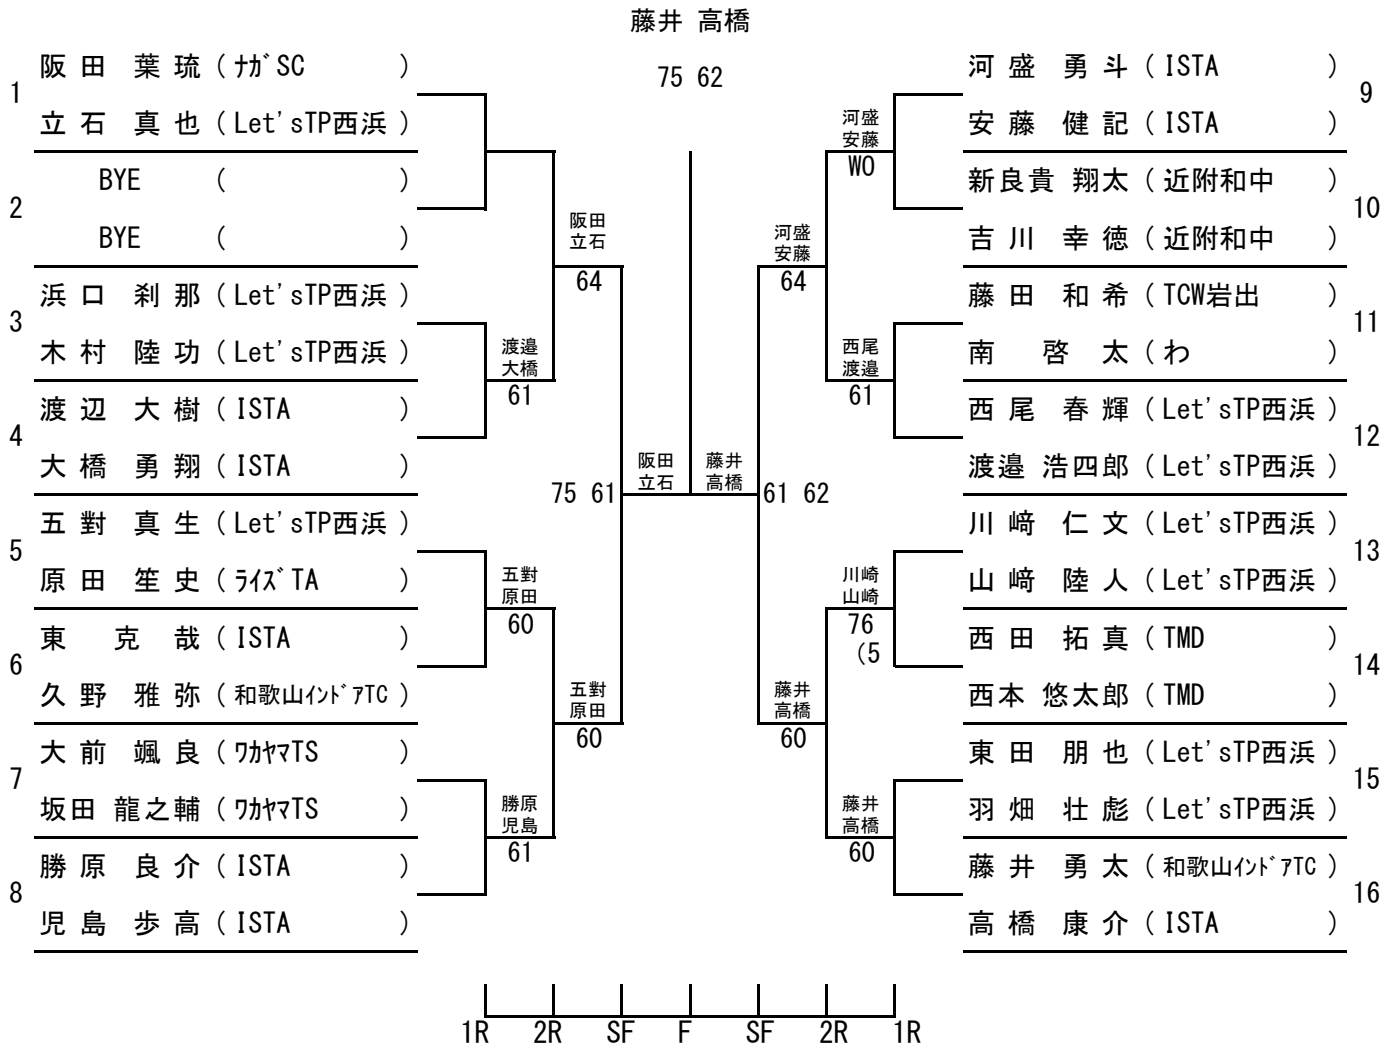 藤井 高橋
75 62
1
阪田 葉琉 (ﾅｶﾞSC )
立石 真也 (Let'sTP西浜 )
2
BYE ( )
BYE ( )
3
浜口 刹那 (Let'sTP西浜 )
木村 陸功 (Let'sTP西浜 )
4
渡辺 大樹 (ISTA )
大橋 勇翔 (ISTA )
5
五對 真生 (Let'sTP西浜 )
原田 笙史 (ﾗｲｽﾞTA )
6
東 克哉 (ISTA )
久野 雅弥 (和歌山ｲﾝﾄﾞｱTC )
7
大前 颯良 (ﾜｶﾔﾏTS )
坂田 龍之輔 (ﾜｶﾔﾏTS )
8
勝原 良介 (ISTA )
児島 歩高 (ISTA )
渡邉
大橋
61
五對
原田
60
勝原
児島
61
阪田
立石
64
五對
原田
60
阪田
立石
75 61
藤井
高橋
61 62
河盛
安藤
64
藤井
高橋
60
河盛
安藤
WO
西尾
渡邉
61
川崎
山崎
76
(5
藤井
高橋
60
河盛 勇斗 (ISTA )
安藤 健記 (ISTA )
9
新良貴 翔太 (近附和中 )
吉川 幸徳 (近附和中 )
10
藤田 和希 (TCW岩出 )
南 啓太 (わ )
11
西尾 春輝 (Let'sTP西浜 )
渡邉 浩四郎 (Let'sTP西浜 )
12
川﨑 仁文 (Let'sTP西浜 )
山﨑 陸人 (Let'sTP西浜 )
13
西田 拓真 (TMD )
西本 悠太郎 (TMD )
14
東田 朋也 (Let'sTP西浜 )
羽畑 壮彪 (Let'sTP西浜 )
15
藤井 勇太 (和歌山ｲﾝﾄﾞｱTC )
高橋 康介 (ISTA )
16
1R 2R SF F SF 2R 1R